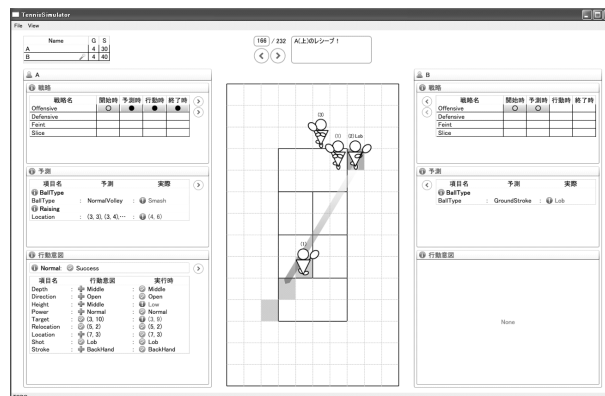 TennisSimulator
File View
Name G S
A 4 30
B 4 40
166 / 232
A(上)のレシーブ！
A
戦略
戦略名 開始時 予測時 行動時 終了時
Offensive ○ ● ● ●
Defensive
Feint
Slice
予測
項目名 予測 実際
BallType
BallType : NormalVolley : Smash
Raising
Location : (3, 3), (3, 4),… : (4, 6)
行動意図
Normal: Success
項目名 行動意図 実行時
Depth : Middle : Middle
Direction : Open : Open
Height : Middle : Low
Power : Normal : Normal
Target : (3, 10) : (3, 9)
Relocation : (5, 2) : (5, 2)
Location : (7, 3) : (7, 3)
Shot : Lob : Lob
Stroke : BackHand : BackHand
(3)
(1) (2) Lob
(1)
B
戦略
戦略名 開始時 予測時 行動時 終了時
Offensive ○ ○
Defensive
Feint
Slice
予測
項目名 予測 実際
BallType
BallType : GroundStroke : Lob
行動意図
None